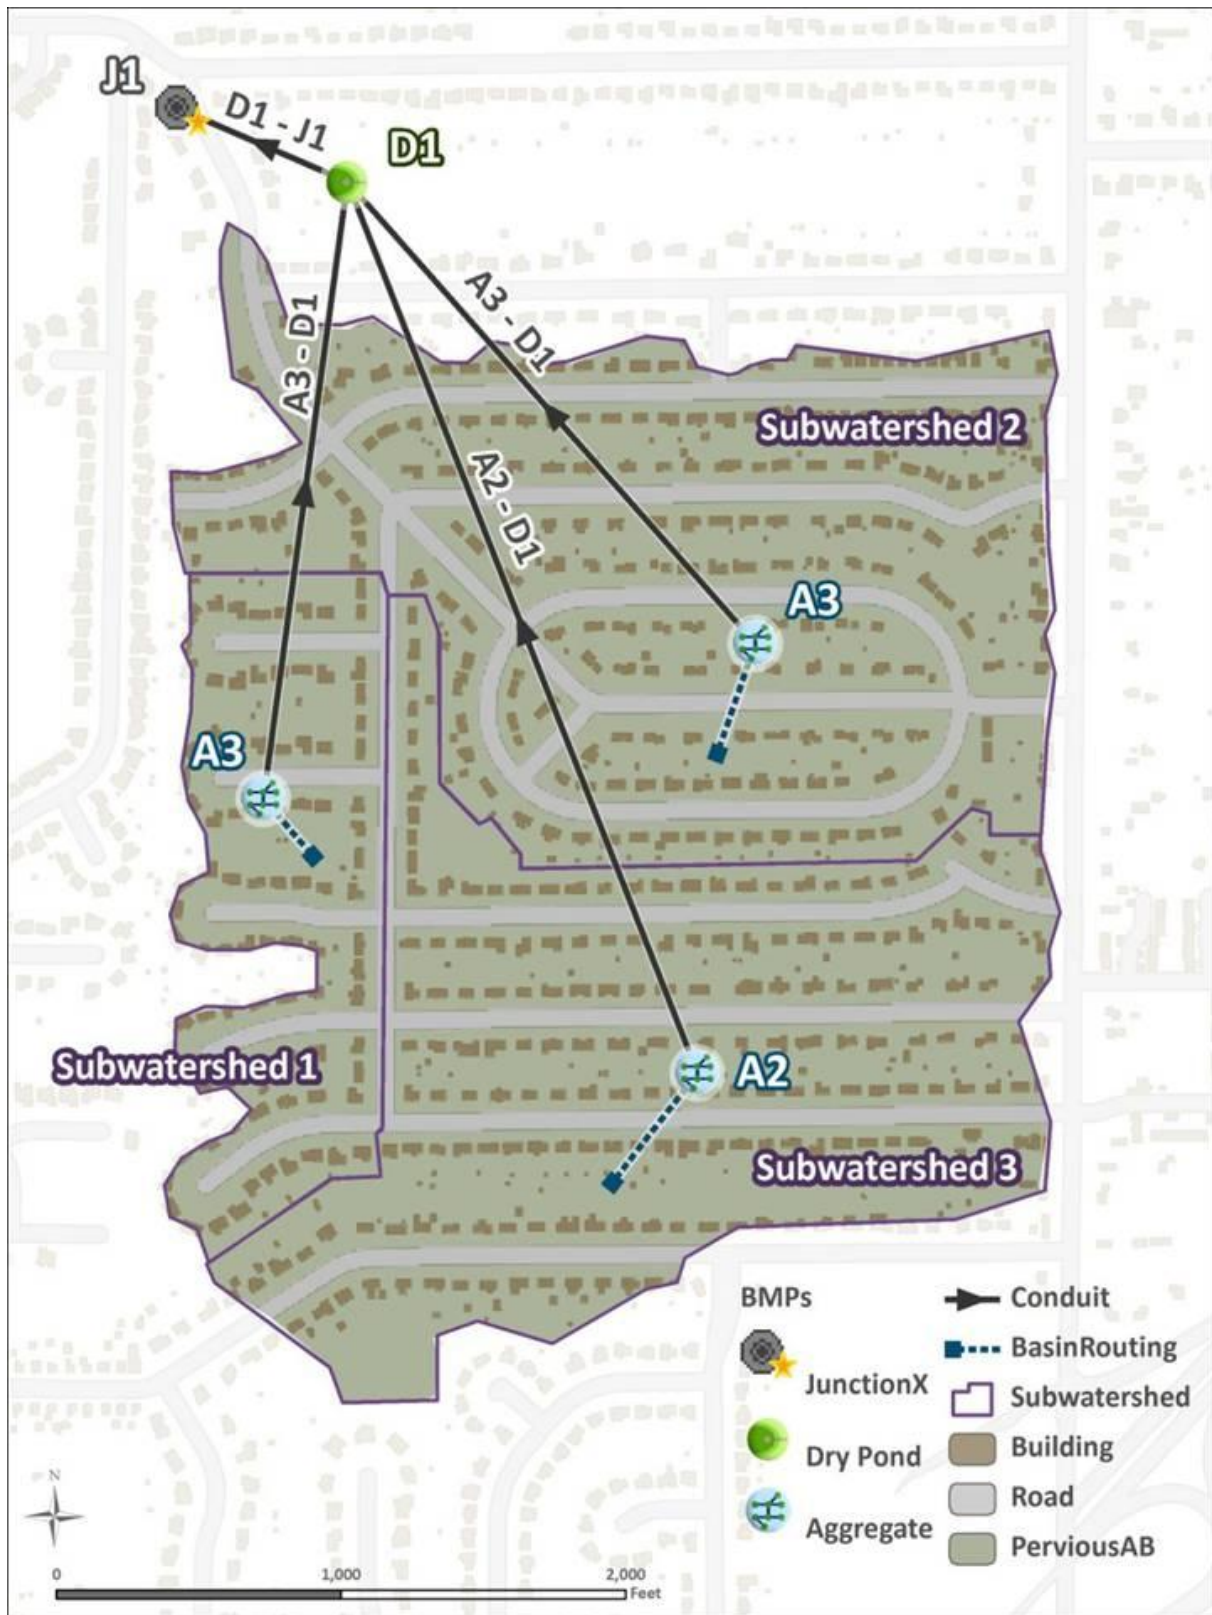 J1
D1 - J1
D1
A3 - D1
A3 - D1
A2 - D1
Subwatershed 2
A3
A3
Subwatershed 1
A2
Subwatershed 3
BMPs
JunctionX
Dry Pond
Aggregate
Conduit
BasinRouting
Subwatershed
Building
Road
PerviousAB
N
0 1,000 2,000
Feet